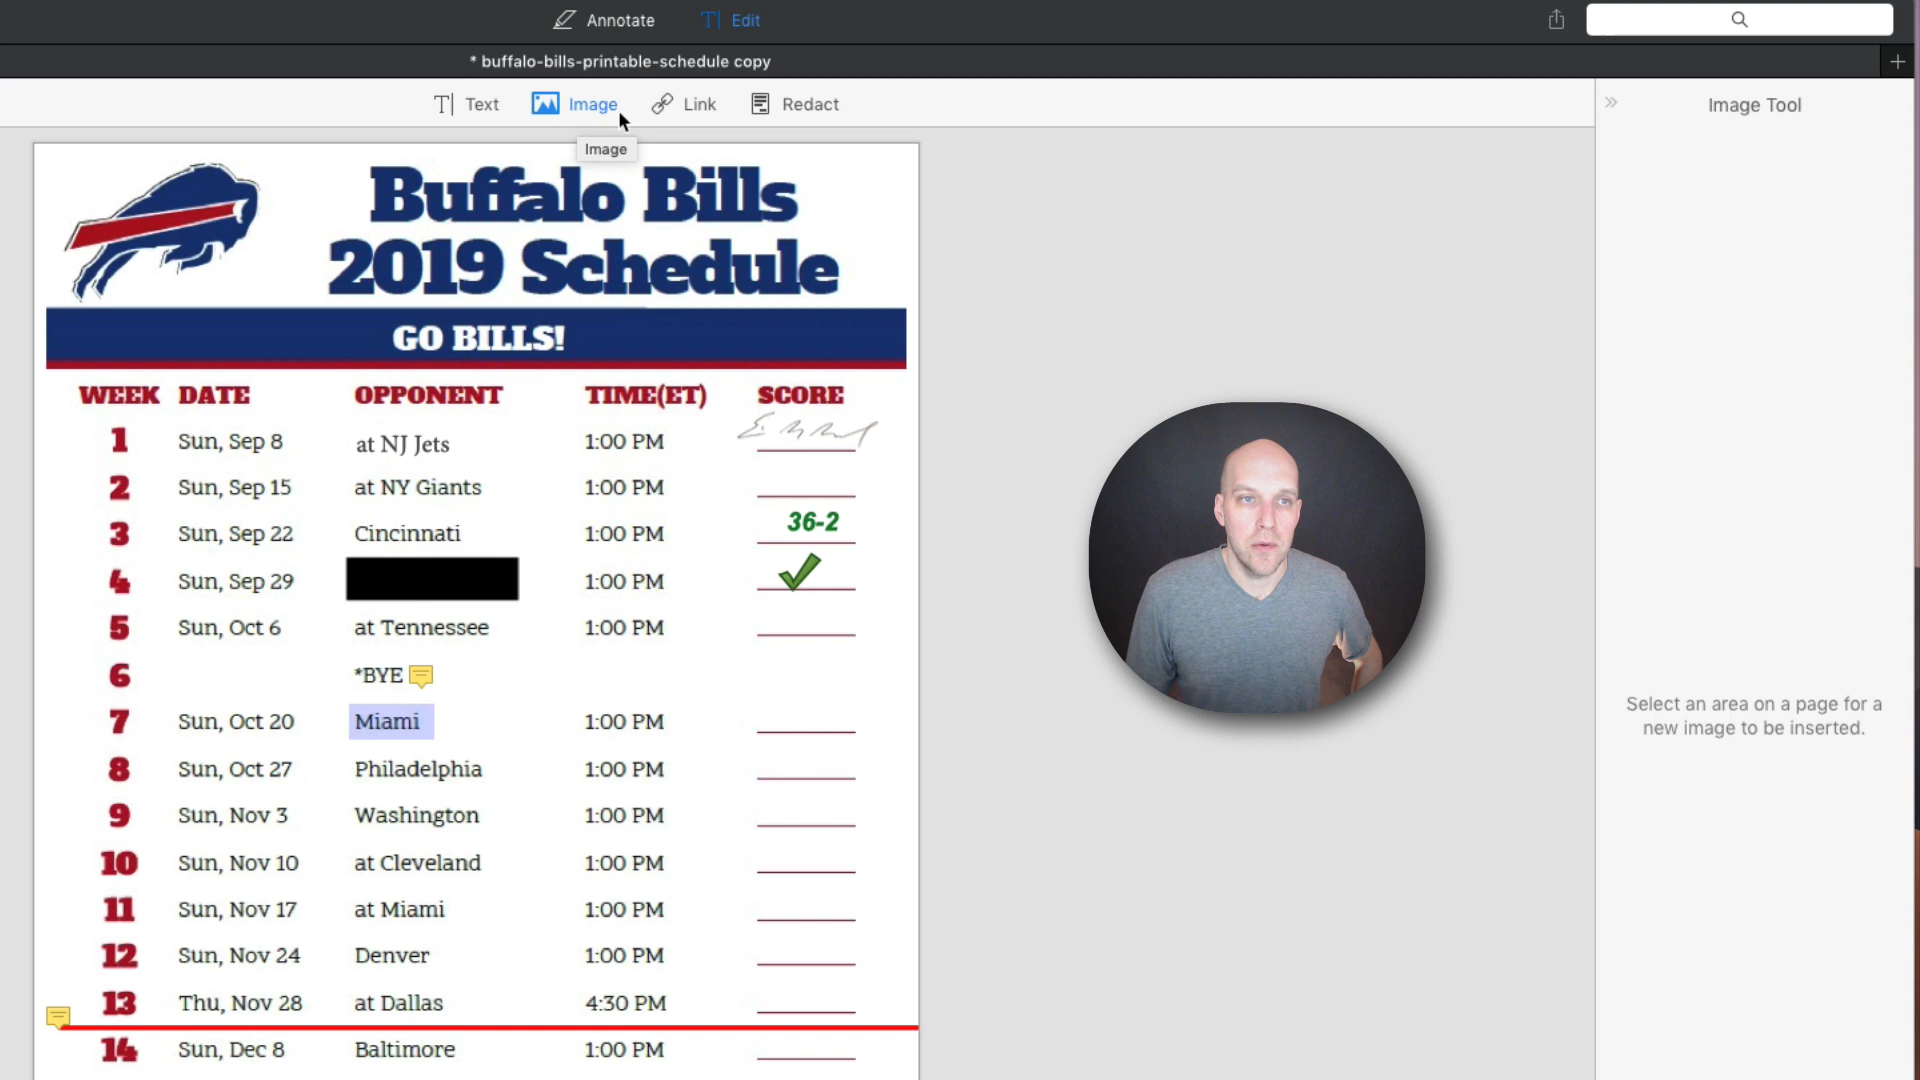 Annotate Edit
* buffalo-bills-printable-schedule copy
Text Image Link Redact
Image Tool
Image
Buffalo Bills
2019 Schedule
GO BILLS!
WEEK DATE OPPONENT TIME(ET) SCORE
1 Sun, Sep 8 at NJ Jets 1:00 PM
2 Sun, Sep 15 at NY Giants 1:00 PM
3 Sun, Sep 22 Cincinnati 1:00 PM 36-2
4 Sun, Sep 29 1:00 PM
5 Sun, Oct 6 at Tennessee 1:00 PM
6 *BYE
7 Sun, Oct 20 Miami 1:00 PM
8 Sun, Oct 27 Philadelphia 1:00 PM
9 Sun, Nov 3 Washington 1:00 PM
10 Sun, Nov 10 at Cleveland 1:00 PM
11 Sun, Nov 17 at Miami 1:00 PM
12 Sun, Nov 24 Denver 1:00 PM
13 Thu, Nov 28 at Dallas 4:30 PM
14 Sun, Dec 8 Baltimore 1:00 PM
Select an area on a page for a
new image to be inserted.